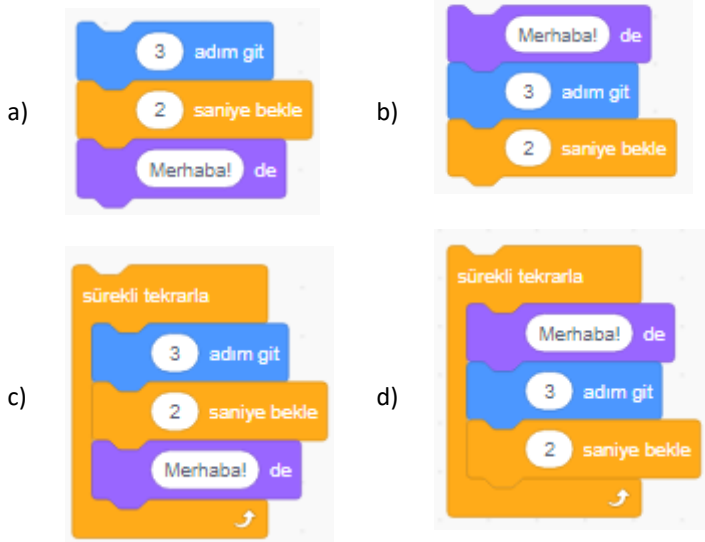 a)
3 adım git
2 saniye bekle
Merhaba! de
b)
Merhaba! de
3 adım git
2 saniye bekle
c)
sürekli tekrarla
3 adım git
2 saniye bekle
Merhaba! de
d)
sürekli tekrarla
Merhaba! de
3 adım git
2 saniye bekle